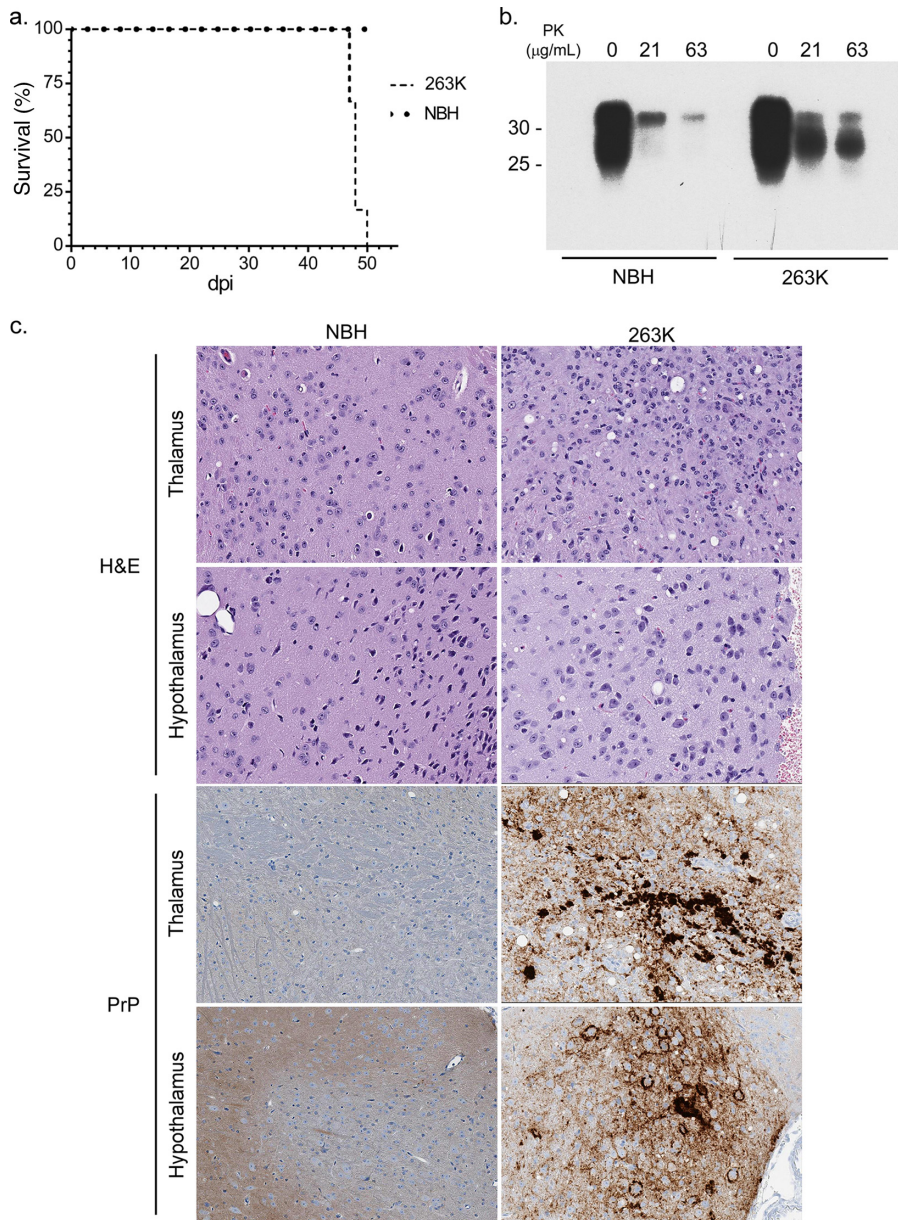 a.
Survival (%)
100
75
50
25
0
0 10 20 30 40 50
dpi
263K
NBH
b.
PK
(μg/mL)
0 21 63 0 21 63
30 -
25 -
NBH 263K
c.
NBH 263K
H&E
Thalamus
Hypothalamus
PrP
Thalamus
Hypothalamus